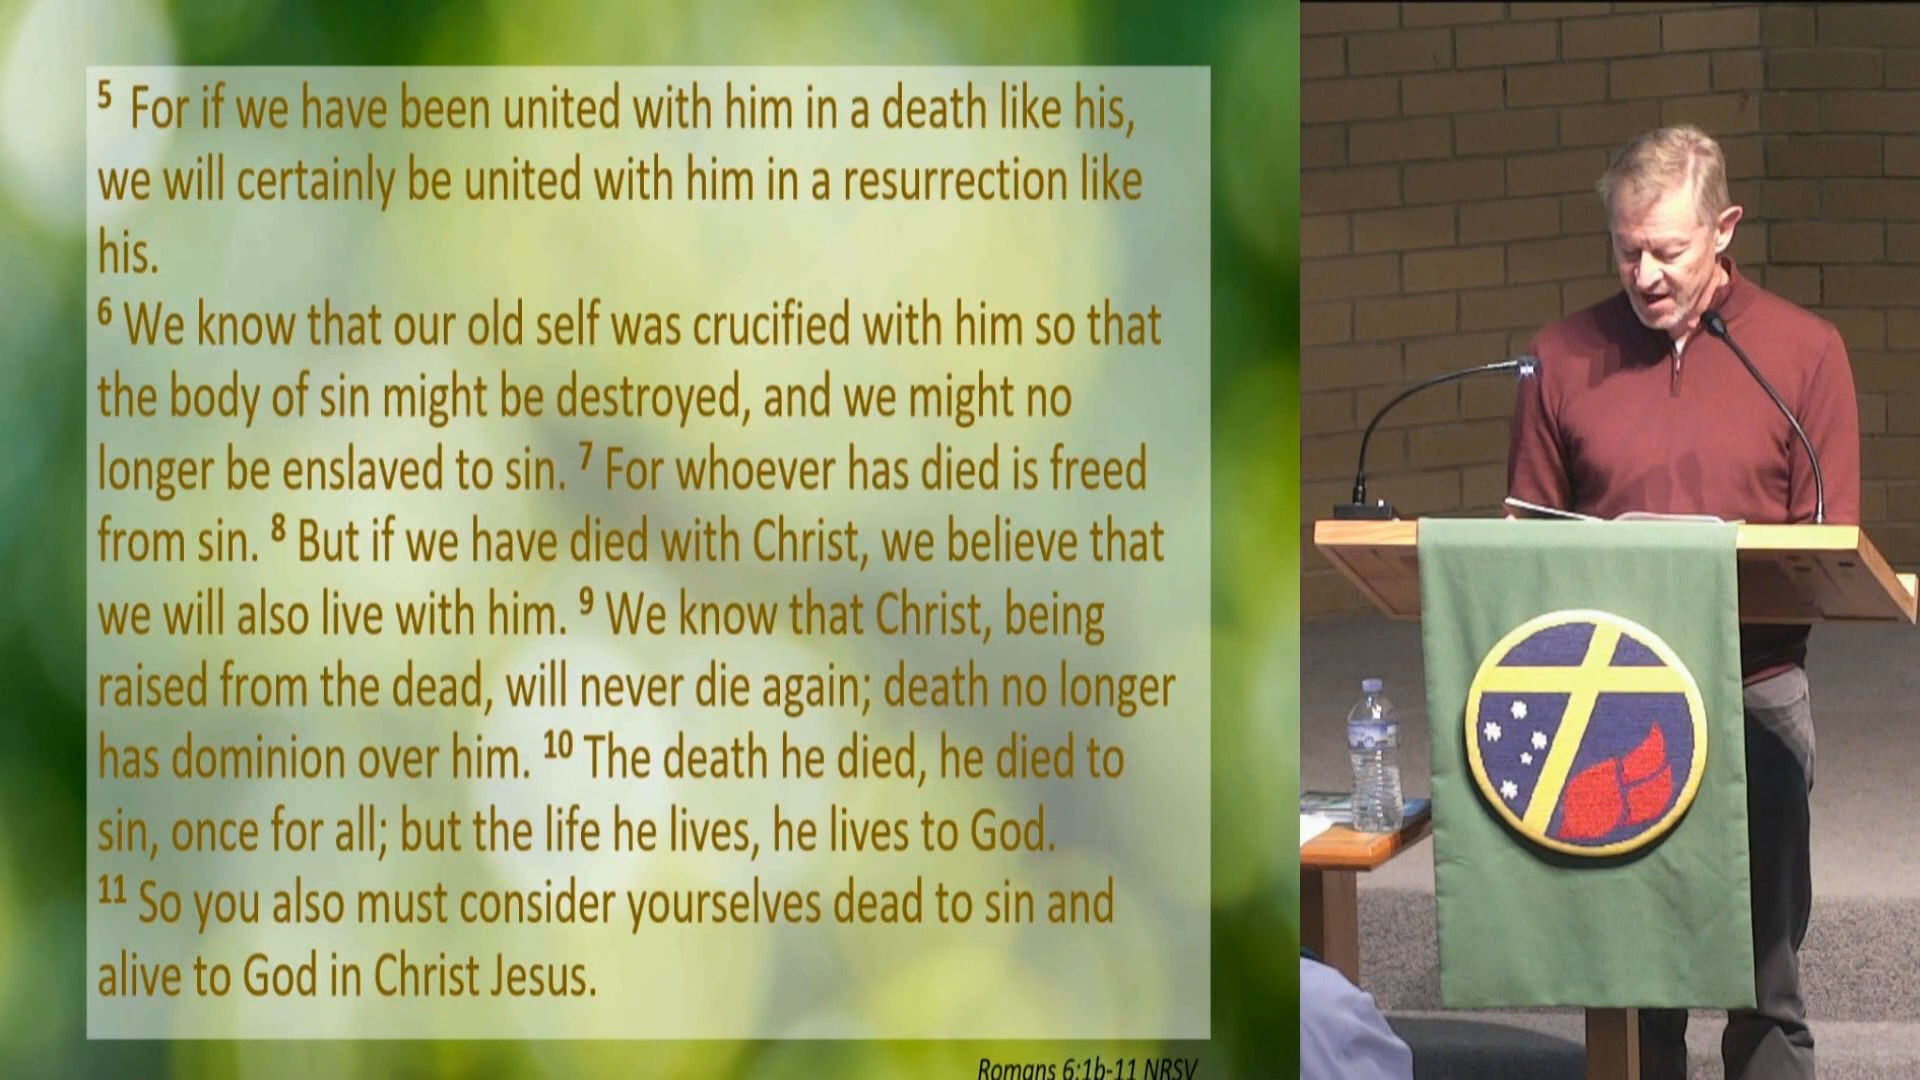 5 For if we have been united with him in a death like his,
we will certainly be united with him in a resurrection like
his.
6 We know that our old self was crucified with him so that
the body of sin might be destroyed, and we might no
longer be enslaved to sin. 7 For whoever has died is freed
from sin. 8 But if we have died with Christ, we believe that
we will also live with him. 9 We know that Christ, being
raised from the dead, will never die again; death no longer
has dominion over him. 10 The death he died, he died to
sin, once for all; but the life he lives, he lives to God.
11 So you also must consider yourselves dead to sin and
alive to God in Christ Jesus.
Romans 6:1b-11 NRSV